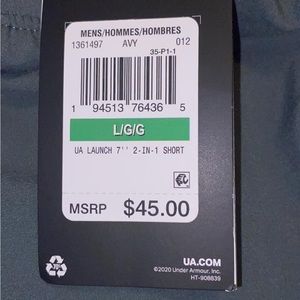 MENS/HOMMES/HOMBRES
1361497 AVY 012
35-P1-1
1 94513 76436 5
L/G/G
UA LAUNCH 7'' 2-IN-1 SHORT
MSRP $45.00
UA.COM
©2020 Under Armour, Inc.
HT-908839